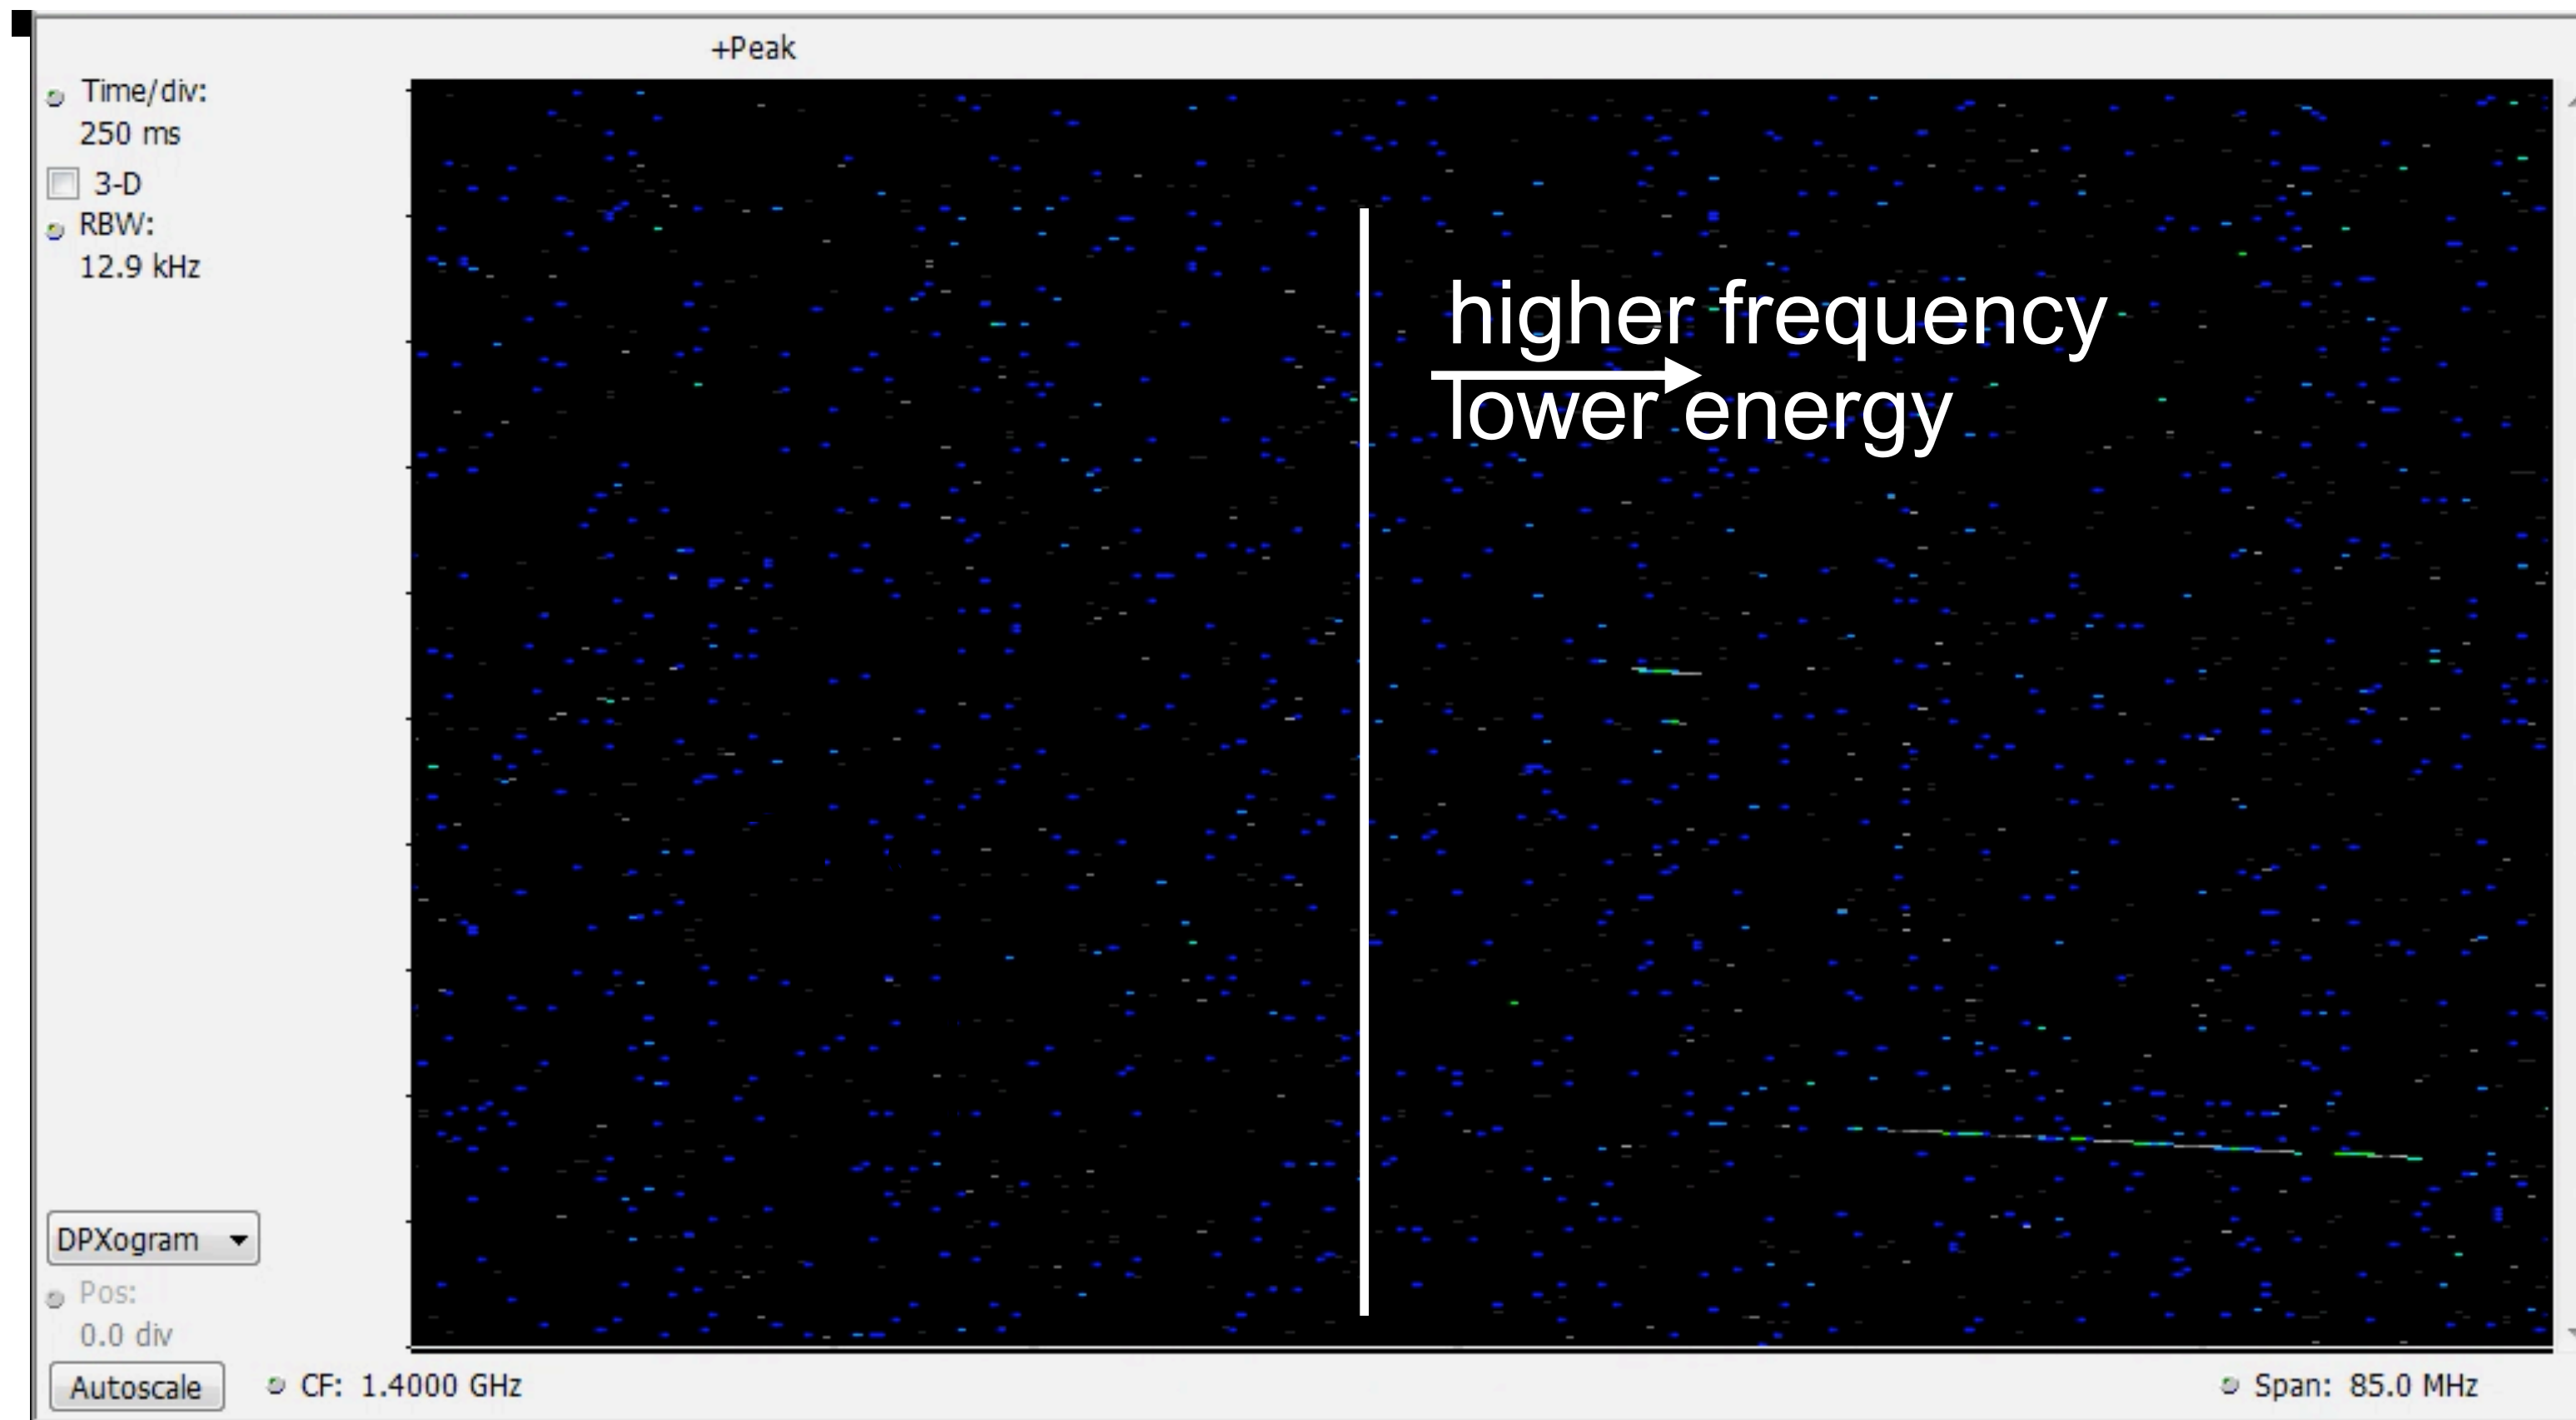 +Peak
Time/div:
250 ms
3-D
RBW:
12.9 kHz
higher frequency
lower energy
DPXogram
Pos:
0.0 div
Autoscale
CF: 1.4000 GHz
Span: 85.0 MHz